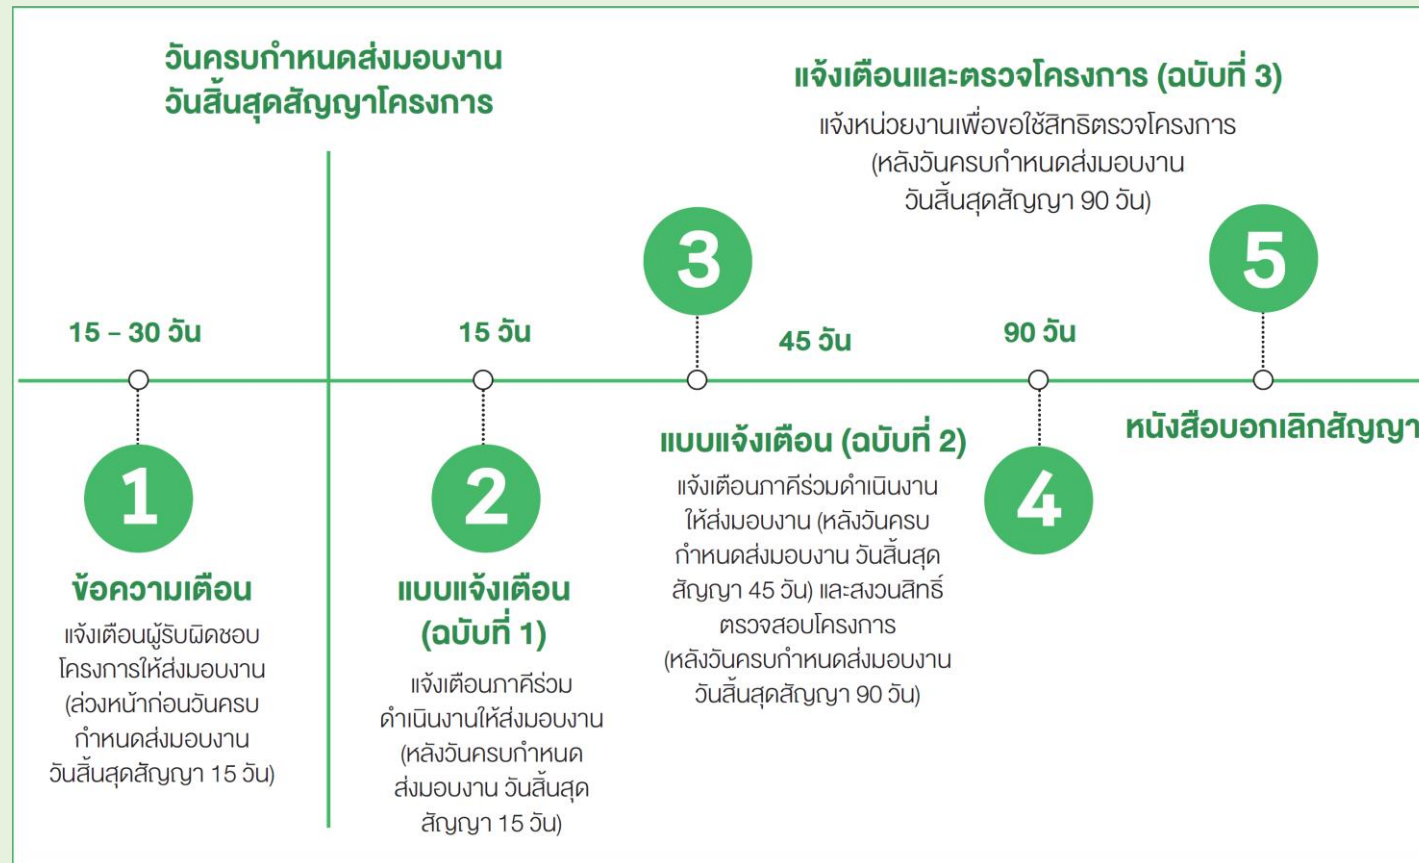 วันครบกำหนดส่งมอบงาน
วันสิ้นสุดสัญญาโครงการ
แจ้งเตือนและตรวจโครงการ (ฉบับที่ 3)
แจ้งหน่วยงานเพื่อขอใช้สิทธิตรวจโครงการ
(หลังวันครบกำหนดส่งมอบงาน
วันสิ้นสุดสัญญา 90 วัน)
3
5
15 – 30 วัน
15 วัน
45 วัน
90 วัน
1
ข้อความเตือน
แจ้งเตือนผู้รับผิดชอบ
โครงการให้ส่งมอบงาน
(ล่วงหน้าก่อนวันครบ
กำหนดส่งมอบงาน
วันสิ้นสุดสัญญา 15 วัน)
2
แบบแจ้งเตือน
(ฉบับที่ 1)
แจ้งเตือนภาคีร่วม
ดำเนินงานให้ส่งมอบงาน
(หลังวันครบกำหนด
ส่งมอบงาน วันสิ้นสุด
สัญญา 15 วัน)
แบบแจ้งเตือน (ฉบับที่ 2)
แจ้งเตือนภาคีร่วมดำเนินงาน
ให้ส่งมอบงาน (หลังวันครบ
กำหนดส่งมอบงาน วันสิ้นสุด
สัญญา 45 วัน) และสงวนสิทธิ์
ตรวจสอบโครงการ
(หลังวันครบกำหนดส่งมอบงาน
วันสิ้นสุดสัญญา 90 วัน)
4
หนังสือบอกเลิกสัญญา